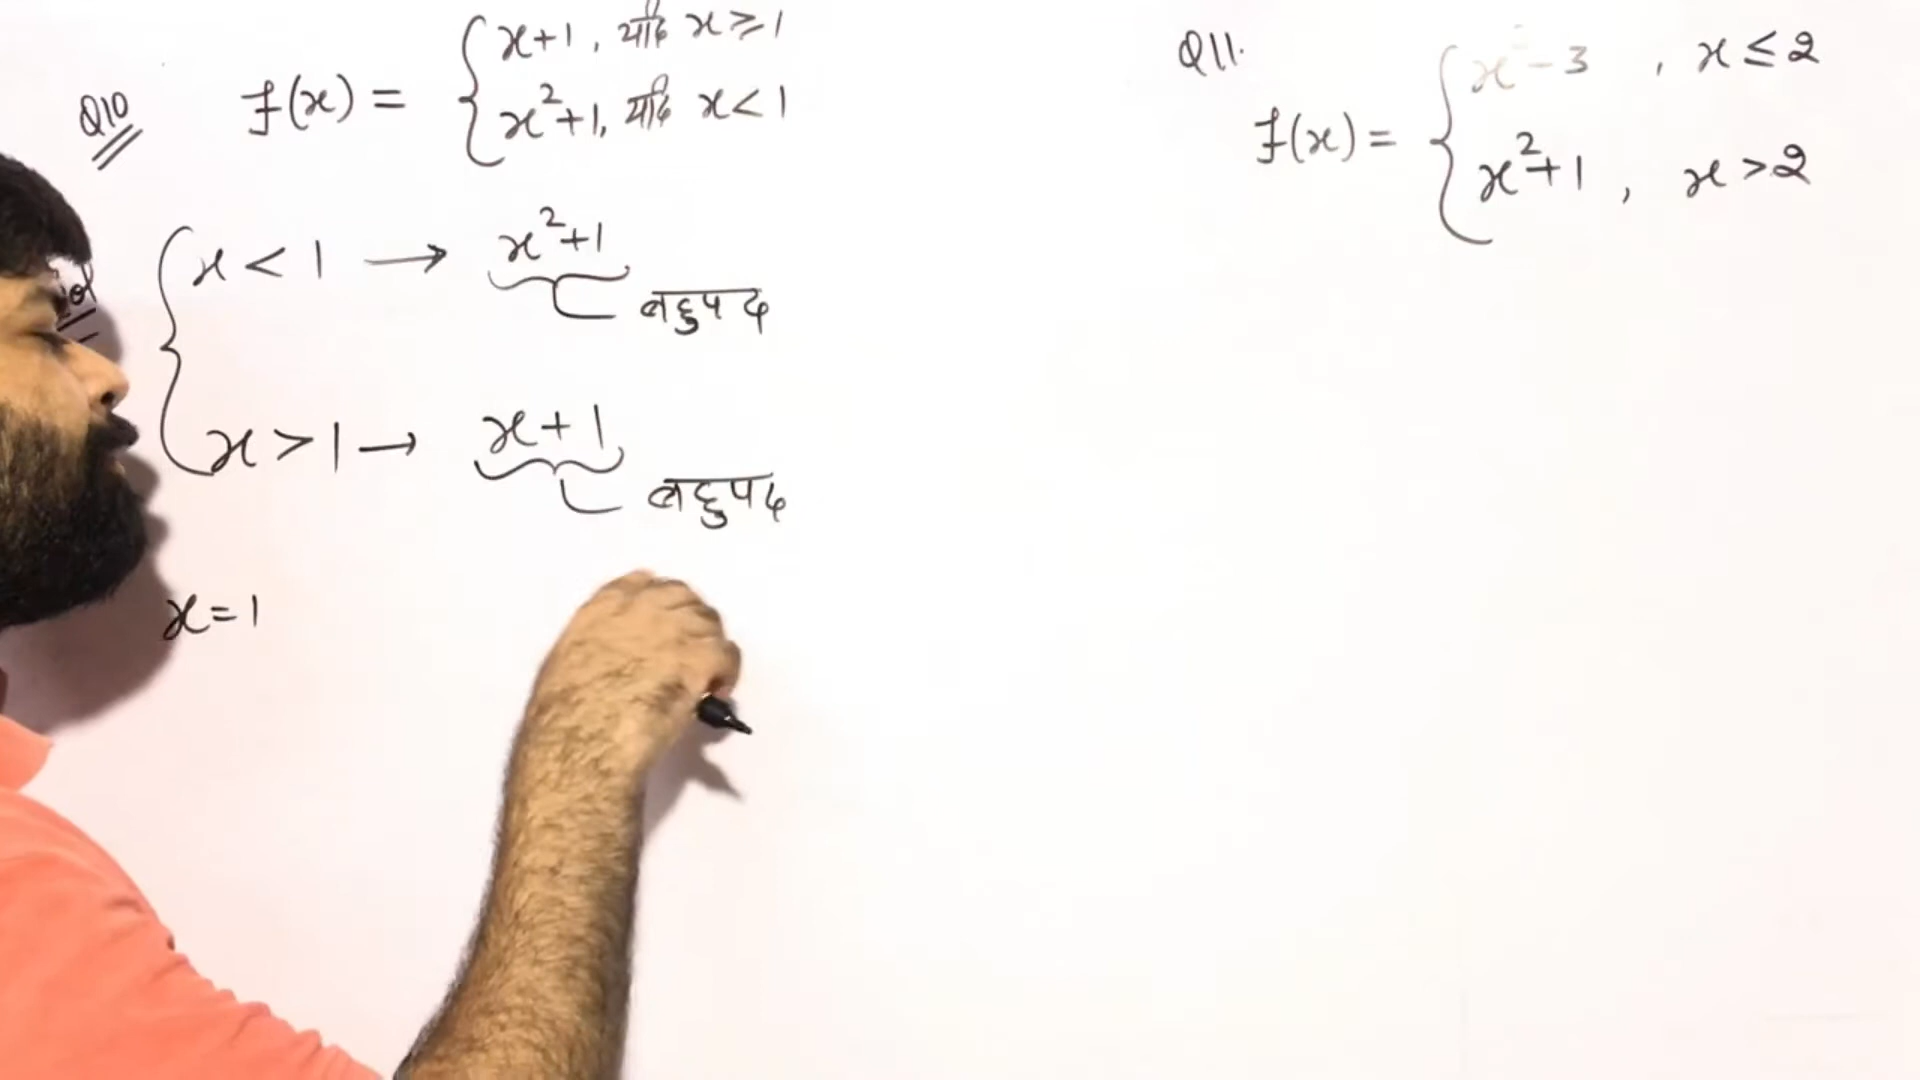 Q10 f(x) = { x+1, यदि x ≥ 1
x²+1, यदि x < 1
Sol
x < 1 → x²+1
बहुपद
x > 1 → x+1
बहुपद
x = 1
Q11.
f(x) = { x - 3 , x ≤ 2
x²+1 , x > 2